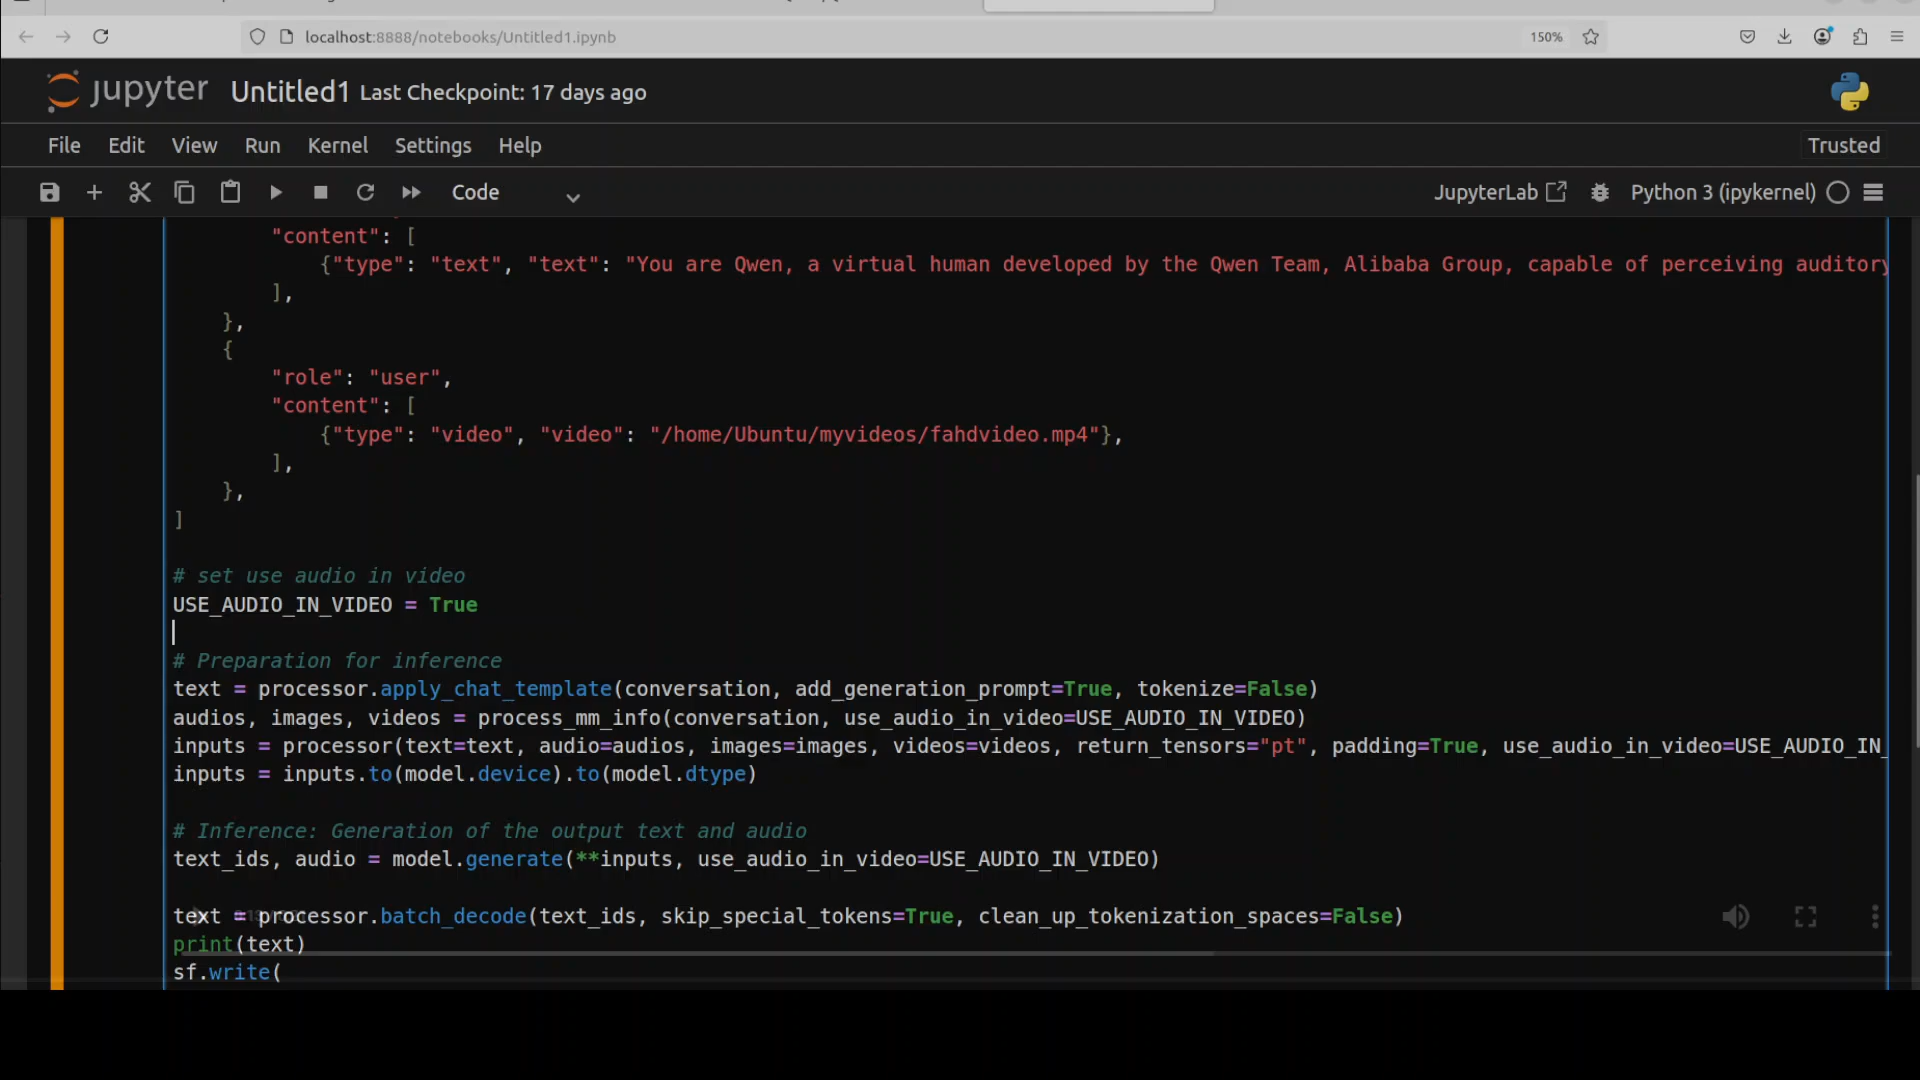 localhost:8888/notebooks/Untitled1.ipynb
150%
jupyter Untitled1 Last Checkpoint: 17 days ago
File Edit View Run Kernel Settings Help
Trusted
Code
JupyterLab Python 3 (ipykernel)
"content": [
{"type": "text", "text": "You are Qwen, a virtual human developed by the Qwen Team, Alibaba Group, capable of perceiving auditory
],
},
{
"role": "user",
"content": [
{"type": "video", "video": "/home/Ubuntu/myvideos/fahdvideo.mp4"},
],
},
]
# set use audio in video
USE_AUDIO_IN_VIDEO = True
# Preparation for inference
text = processor.apply_chat_template(conversation, add_generation_prompt=True, tokenize=False)
audios, images, videos = process_mm_info(conversation, use_audio_in_video=USE_AUDIO_IN_VIDEO)
inputs = processor(text=text, audio=audios, images=images, videos=videos, return_tensors="pt", padding=True, use_audio_in_video=USE_AUDIO_IN_
inputs = inputs.to(model.device).to(model.dtype)
# Inference: Generation of the output text and audio
text_ids, audio = model.generate(**inputs, use_audio_in_video=USE_AUDIO_IN_VIDEO)
text = processor.batch_decode(text_ids, skip_special_tokens=True, clean_up_tokenization_spaces=False)
print(text)
sf.write(